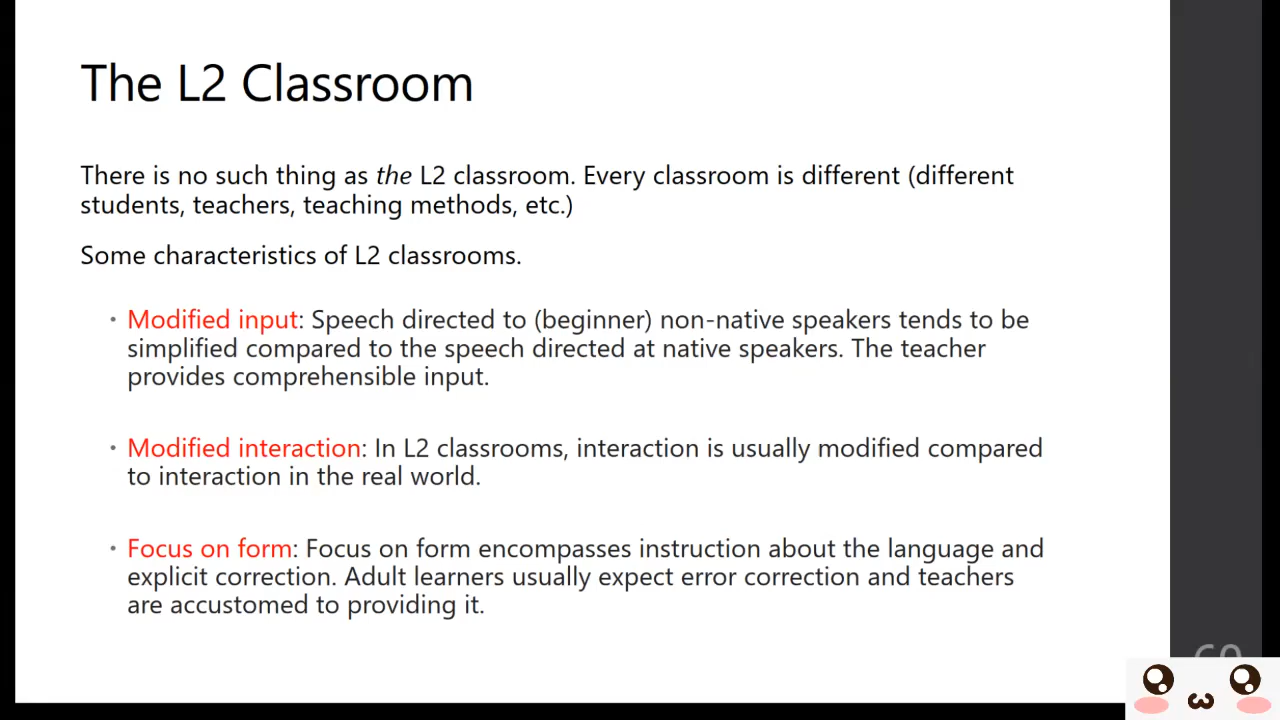 The L2 Classroom
There is no such thing as the L2 classroom. Every classroom is different (different
students, teachers, teaching methods, etc.)
Some characteristics of L2 classrooms.
• Modified input: Speech directed to (beginner) non-native speakers tends to be
simplified compared to the speech directed at native speakers. The teacher
provides comprehensible input.
• Modified interaction: In L2 classrooms, interaction is usually modified compared
to interaction in the real world.
• Focus on form: Focus on form encompasses instruction about the language and
explicit correction. Adult learners usually expect error correction and teachers
are accustomed to providing it.